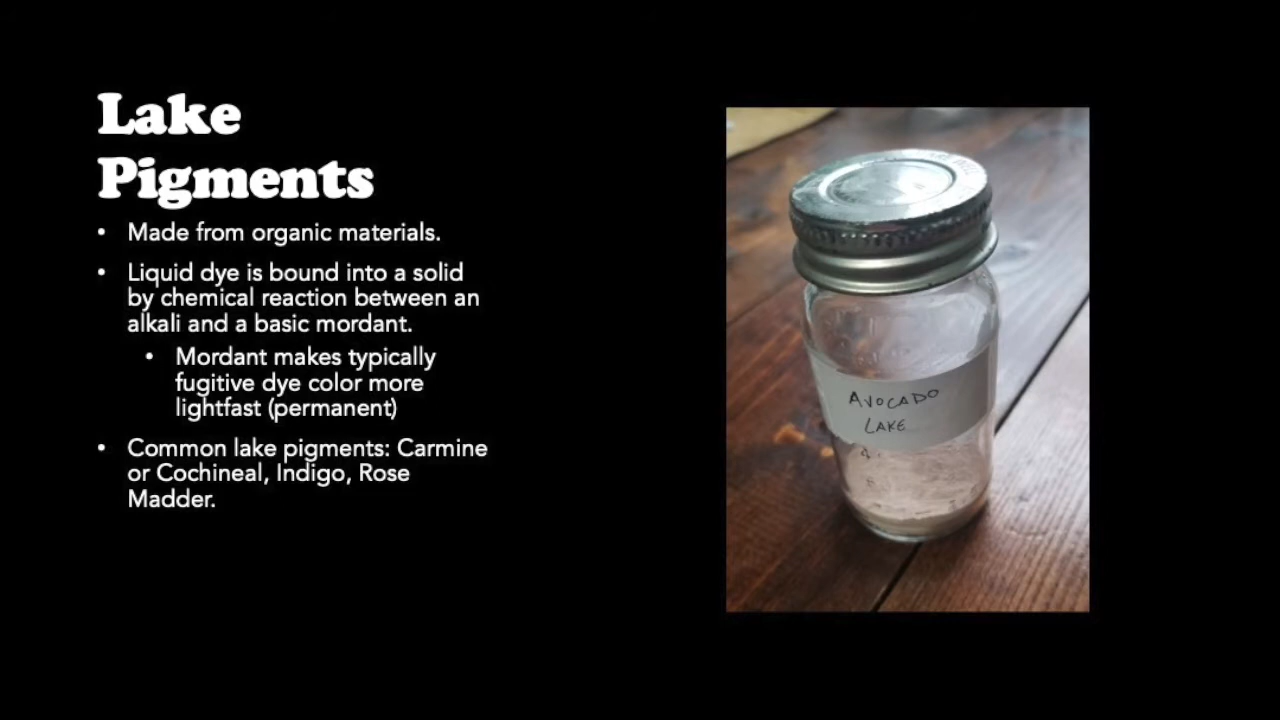 Lake
Pigments
• Made from organic materials.
• Liquid dye is bound into a solid
by chemical reaction between an
alkali and a basic mordant.
• Mordant makes typically
fugitive dye color more
lightfast (permanent)
• Common lake pigments: Carmine
or Cochineal, Indigo, Rose
Madder.
AVOCADO
LAKE